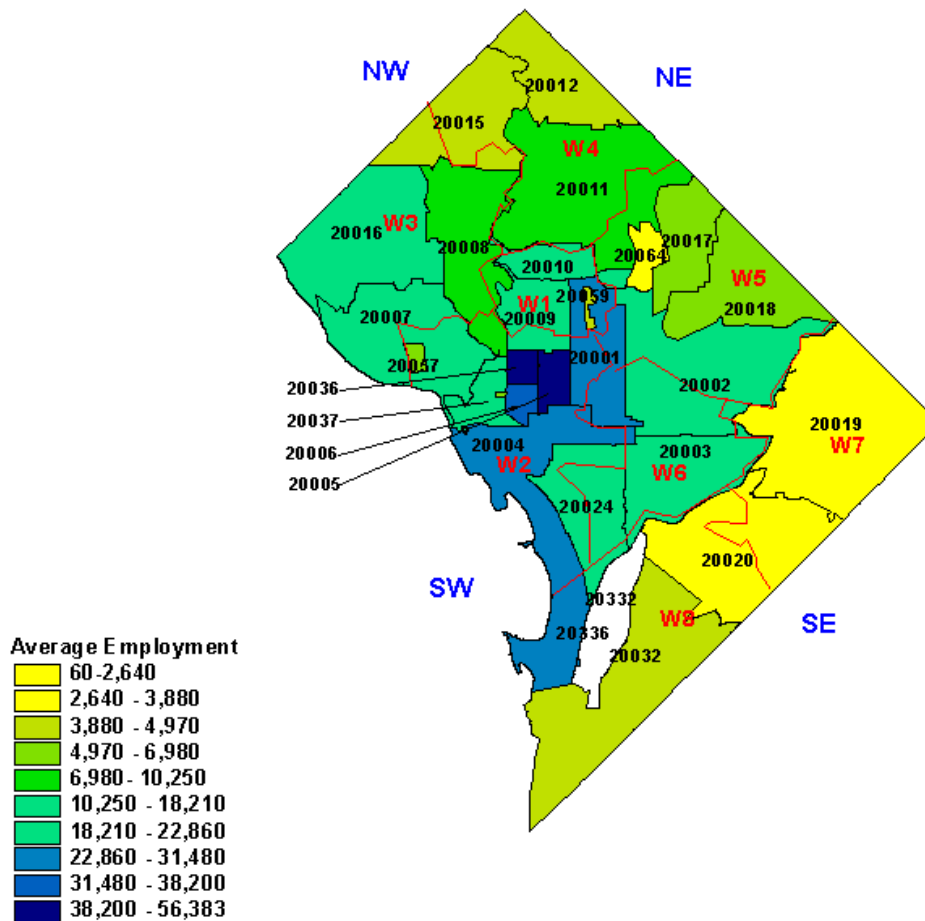 NW
NE
20012
20015
W4
20011
W3
20016
20008
20017
20064
W5
20010
20018
W1
20059
20009
20007
20001
20057
20002
20036
20037
20019
20006
20004
20003
W7
W2
W6
20005
20024
20020
SW
20332
W8
SE
20336
20032
Average Employment
60 -2,640
2,640 - 3,880
3,880 - 4,970
4,970 - 6,980
6,980 - 10,250
10,250 - 18,210
18,210 - 22,860
22,860 - 31,480
31,480 - 38,200
38,200 - 56,383